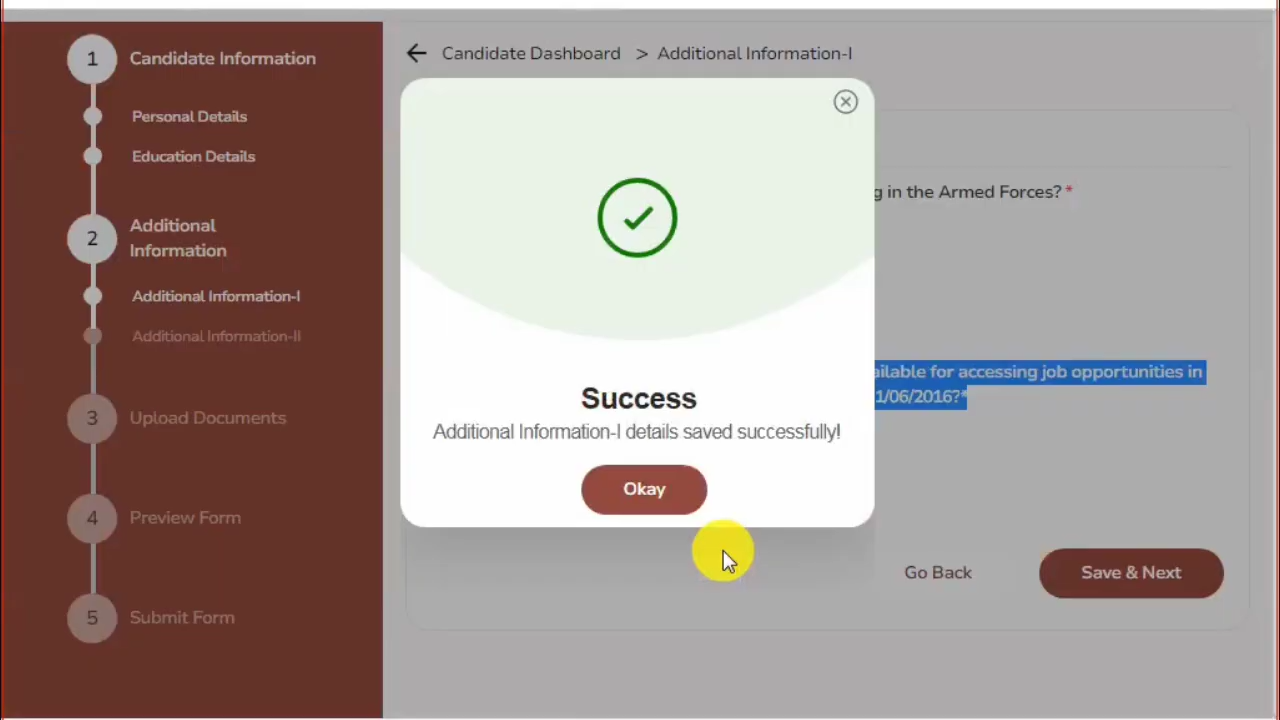 1 Candidate Information
Personal Details
Education Details
2 Additional
Information
Additional Information-I
Additional Information-II
3 Upload Documents
4 Preview Form
5 Submit Form
Candidate Dashboard > Additional Information-I
in the Armed Forces? *
for accessing job opportunities in
1/06/2016?*
Success
Additional Information-I details saved successfully!
Okay
Go Back
Save & Next